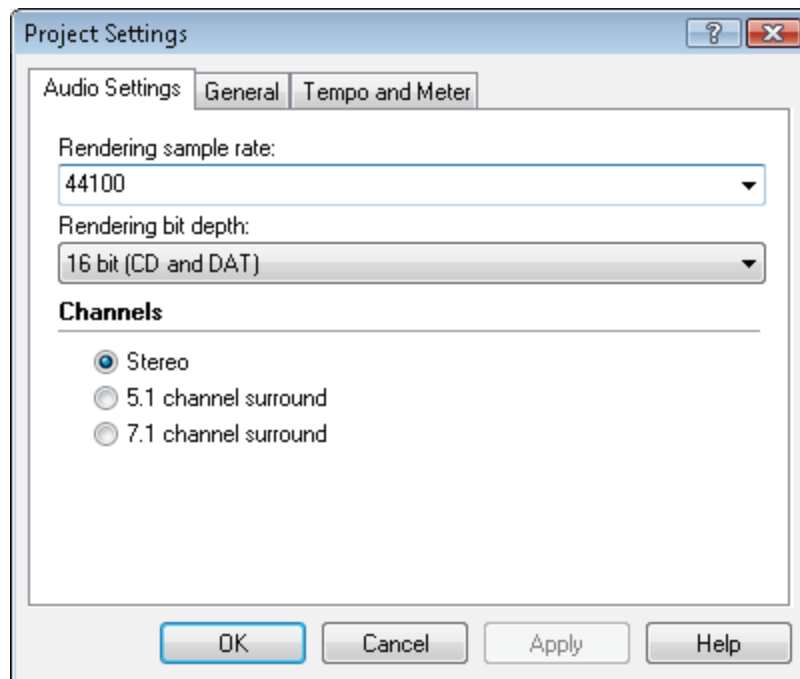 Project Settings
Audio Settings General Tempo and Meter
Rendering sample rate:
44100
Rendering bit depth:
16 bit (CD and DAT)
Channels
Stereo
5.1 channel surround
7.1 channel surround
OK Cancel Apply Help